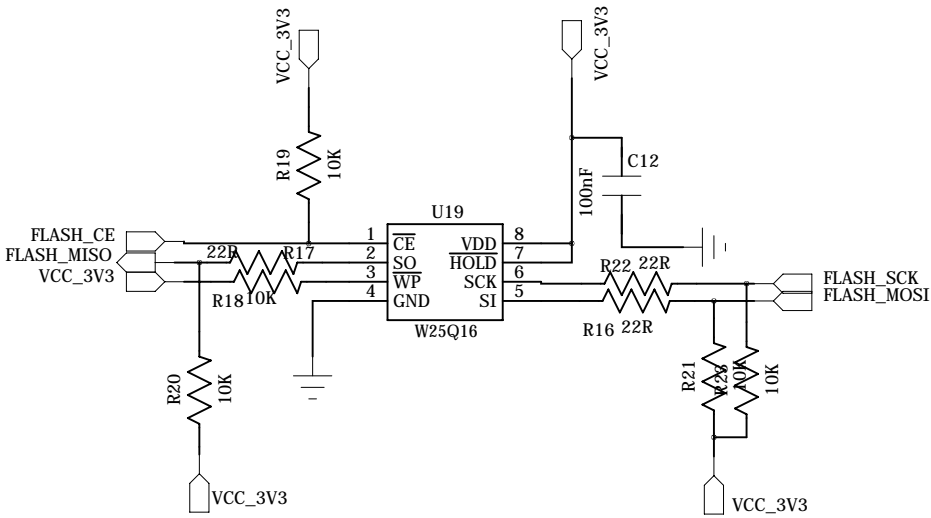 VCC_3V3
VCC_3V3
R19
10K
C12
100nF
U19
FLASH_CE
FLASH_MISO
VCC_3V3
22R
R17
R18
10K
1
2
3
4
CE
SO
WP
GND
VDD
HOLD
SCK
SI
8
7
6
5
W25Q16
R22
22R
R16
22R
FLASH_SCK
FLASH_MOSI
R20
10K
R21
10K
R23
10K
VCC_3V3
VCC_3V3